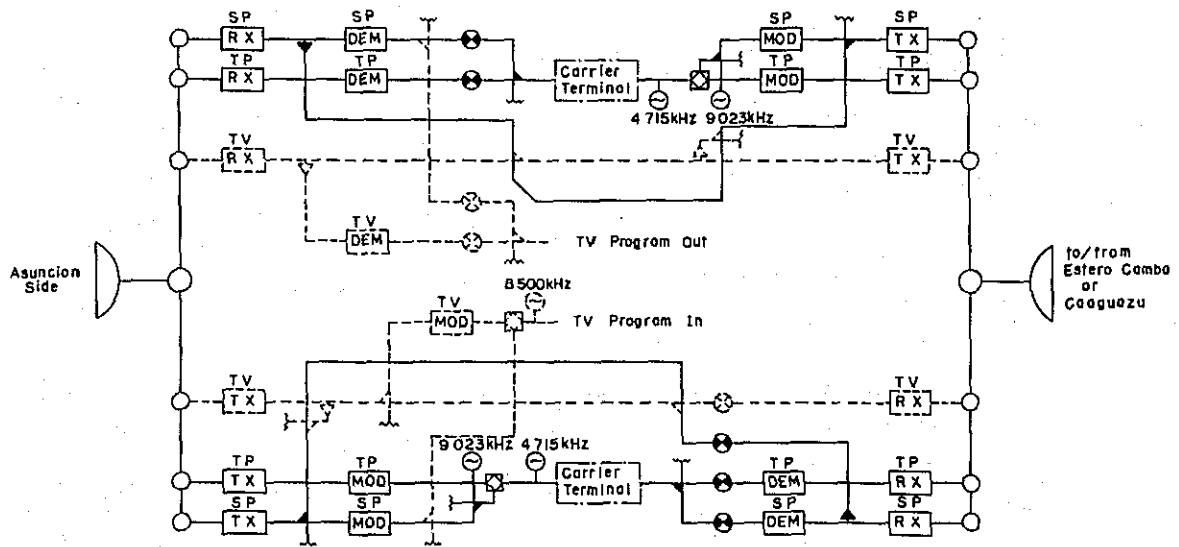 SP SP SP SP
RX DEM MOD TX
TP TP TP TP
RX DEM Carrier Terminal MOD TX
4 715kHz 9 023kHz
TV TV
RX TX
TV
DEM TV Program Out
Asuncion
Side
to/from
Estero Camba
or
Caaguazu
8 500kHz
TV
MOD TV Program In
TV TV
TX RX
9 023kHz 4 715kHz
TP TP TP TP
TX MOD Carrier Terminal DEM RX
SP SP SP SP
TX MOD DEM RX